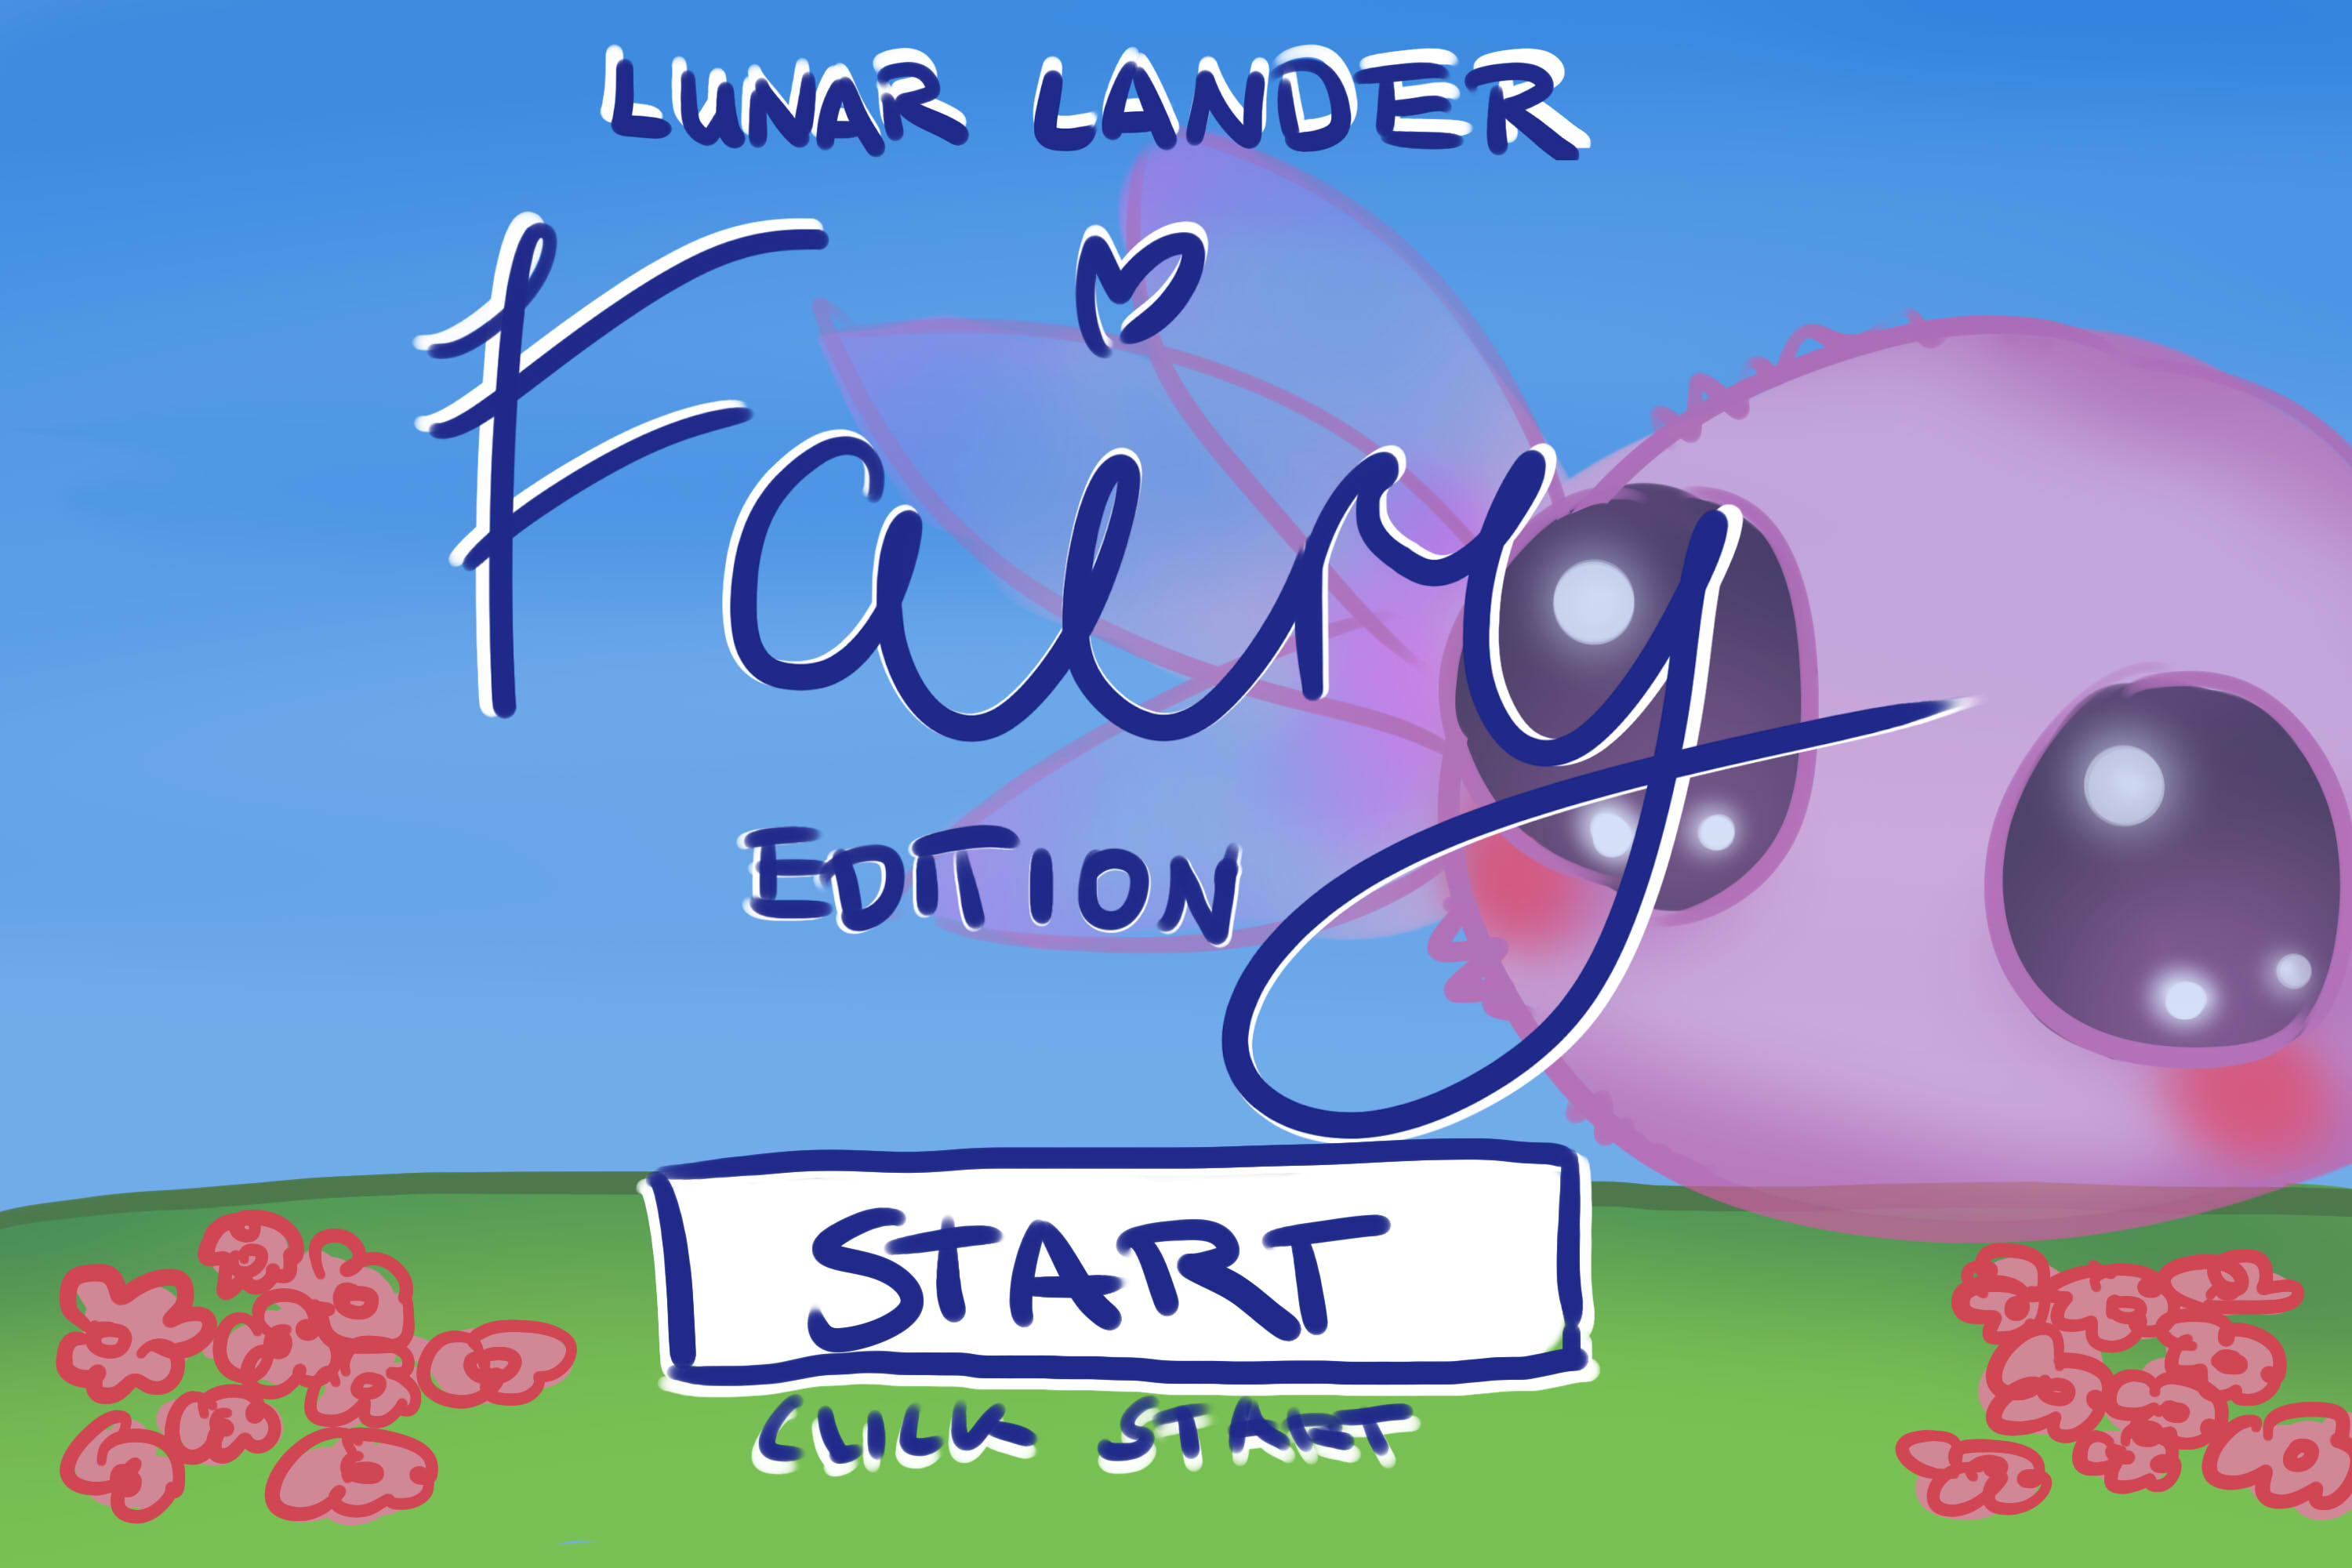 LUNAR LANDER
Fairy
EDITION
START
CLICK START